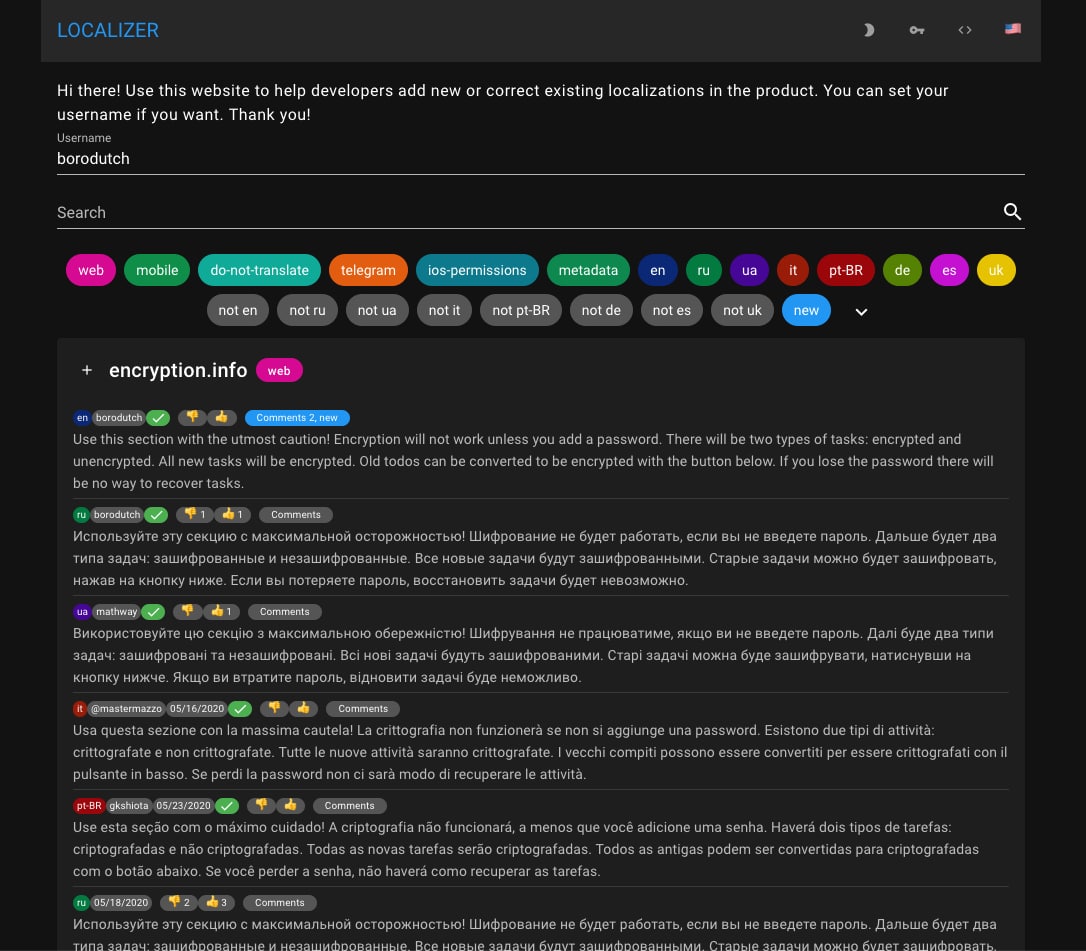 LOCALIZER
Hi there! Use this website to help developers add new or correct existing localizations in the product. You can set your
username if you want. Thank you!
Username
borodutch
Search
web mobile do-not-translate telegram ios-permissions metadata en ru ua it pt-BR de es uk
not en not ru not ua not it not pt-BR not de not es not uk new
+ encryption.info web
en borodutch Comments 2, new
Use this section with the utmost caution! Encryption will not work unless you add a password. There will be two types of tasks: encrypted and
unencrypted. All new tasks will be encrypted. Old todos can be converted to be encrypted with the button below. If you lose the password there will
be no way to recover tasks.
ru borodutch 👎 1 👍 1 Comments
Используйте эту секцию с максимальной осторожностью! Шифрование не будет работать, если вы не введете пароль. Дальше будет два
типа задач: зашифрованные и незашифрованные. Все новые задачи будут зашифрованными. Старые задачи можно будет зашифровать,
нажав на кнопку ниже. Если вы потеряете пароль, восстановить задачи будет невозможно.
ua mathway 👎 👍 1 Comments
Використовуйте цю секцію з максимальною обережністю! Шифрування не працюватиме, якщо ви не введете пароль. Далі буде два типи
задач: зашифровані та незашифровані. Всі нові задачі будуть зашифрованими. Старі задачі можна буде зашифрувати, натиснувши на
кнопку нижче. Якщо ви втратите пароль, відновити задачі буде неможливо.
it @mastermazzo 05/16/2020 Comments
Usa questa sezione con la massima cautela! La crittografia non funzionerà se non si aggiunge una password. Esistono due tipi di attività:
crittografate e non crittografate. Tutte le nuove attività saranno crittografate. I vecchi compiti possono essere convertiti per essere crittografati con il
pulsante in basso. Se perdi la password non ci sarà modo di recuperare le attività.
pt-BR gkshiota 05/23/2020 Comments
Use esta seção com o máximo cuidado! A criptografia não funcionará, a menos que você adicione uma senha. Haverá dois tipos de tarefas:
criptografadas e não criptografadas. Todas as novas tarefas serão criptografadas. Todos as antigas podem ser convertidas para criptografadas
com o botão abaixo. Se você perder a senha, não haverá como recuperar as tarefas.
ru 05/18/2020 👎 2 👍 3 Comments
Используйте эту секцию с максимальной осторожностью! Шифрование не будет работать, если вы не введете пароль. Дальше будет два
типа задач: зашифрованные и незашифрованные. Все новые задачи будут зашифрованными. Старые задачи можно будет зашифровать,